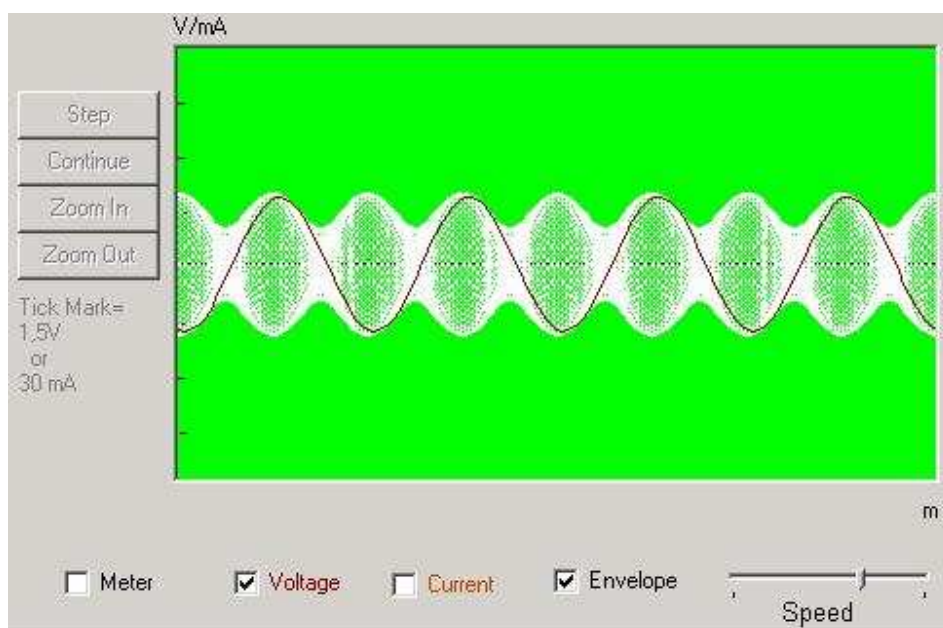 V/mA
Step
Continue
Zoom In
Zoom Out
Tick Mark=
1,5V
or
30 mA
m
Meter
Voltage
Current
Envelope
Speed